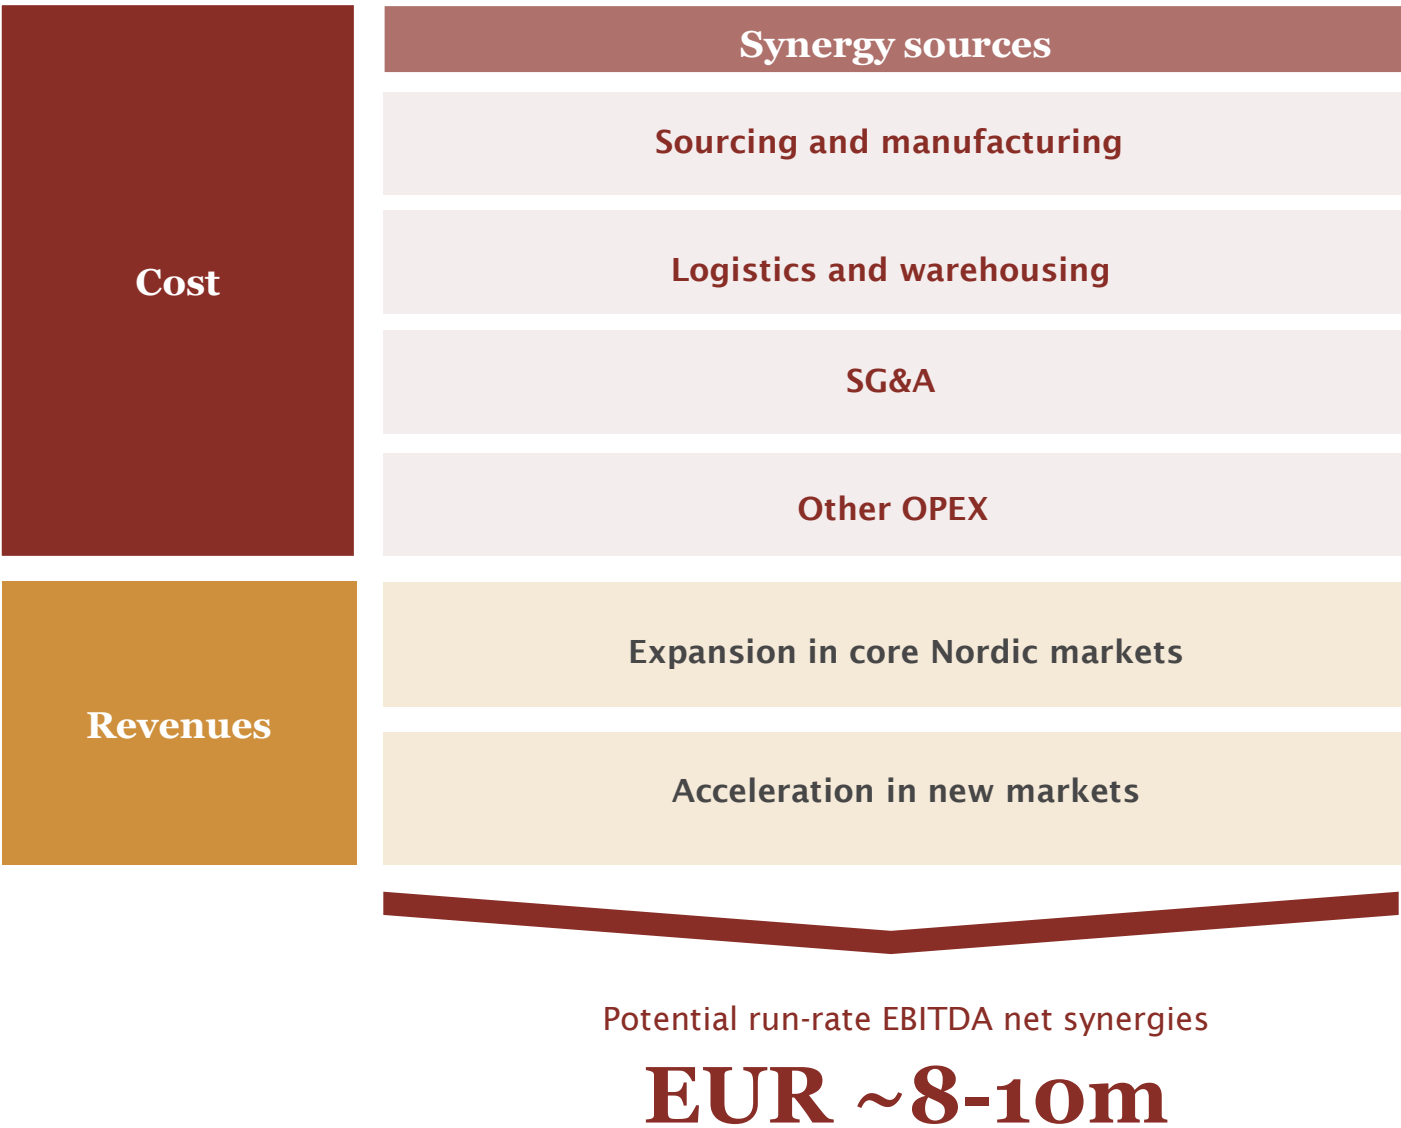 Synergy sources
Cost
Sourcing and manufacturing
Logistics and warehousing
SG&A
Other OPEX
Revenues
Expansion in core Nordic markets
Acceleration in new markets
Potential run-rate EBITDA net synergies
EUR ~8-10m